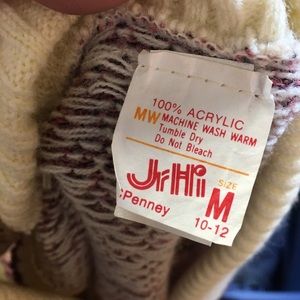 100% ACRYLIC
MW MACHINE WASH WARM
Tumble Dry
Do Not Bleach
JrHi
SIZE
M
Penney
10-12